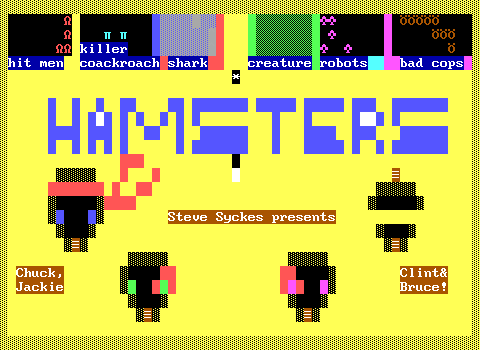 killer
hit men coackroach shark creature robots bad cops
HAMSTERS
Steve Syckes presents
Chuck,
Jackie
Clint&
Bruce!